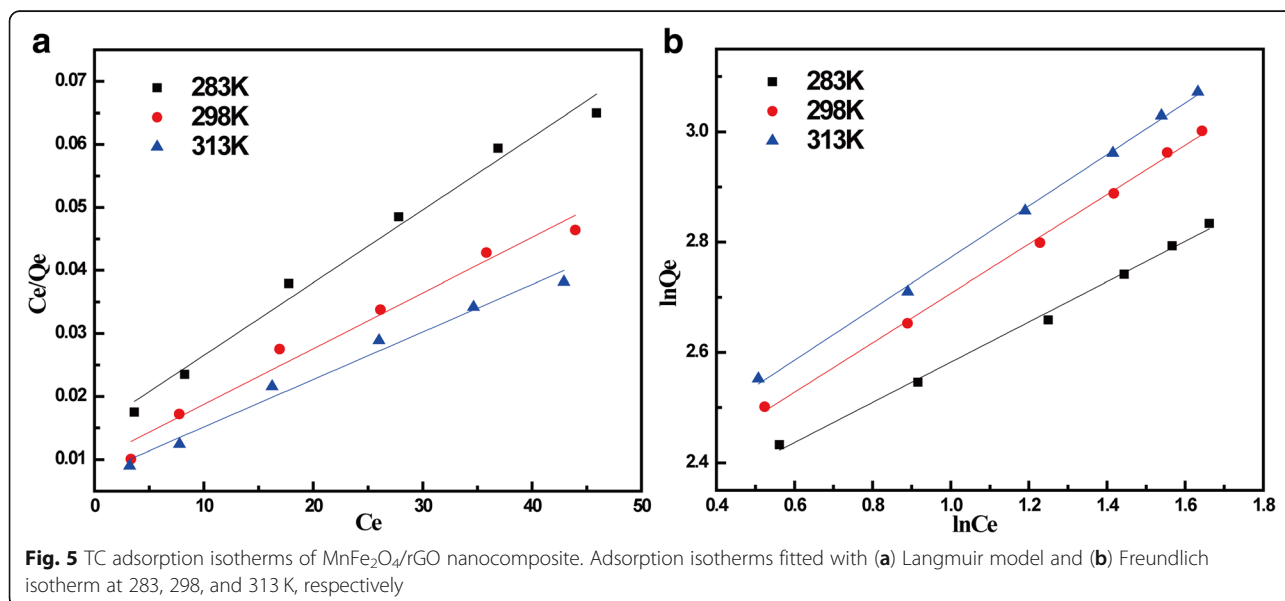 a
283K
298K
313K
0.07
0.06
0.05
0.04
0.03
0.02
0.01
Ce/Qe
0 10 20 30 40 50
Ce
b
283K
298K
313K
3.0
2.8
2.6
2.4
lnQe
0.4 0.6 0.8 1.0 1.2 1.4 1.6 1.8
lnCe
Fig. 5 TC adsorption isotherms of MnFe₂O₄/rGO nanocomposite. Adsorption isotherms fitted with (a) Langmuir model and (b) Freundlich
isotherm at 283, 298, and 313 K, respectively